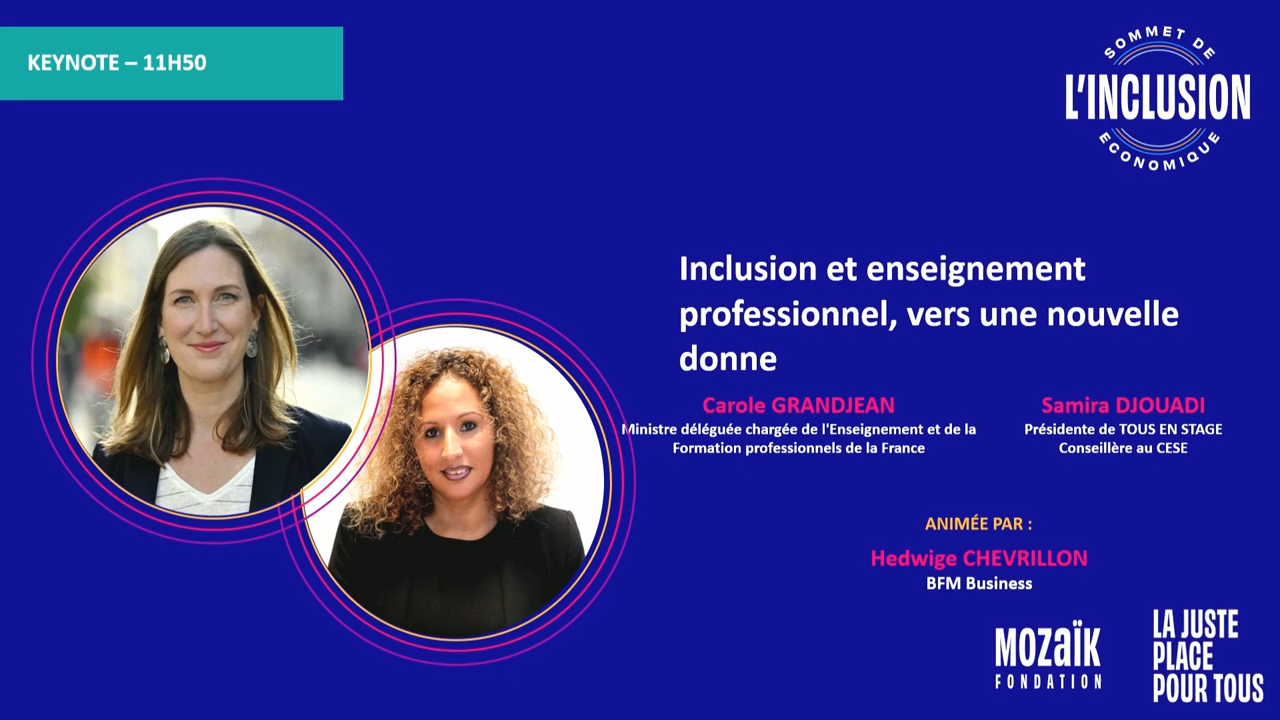 KEYNOTE – 11H50
SOMMET DE
L'INCLUSION
ECONOMIQUE
Inclusion et enseignement
professionnel, vers une nouvelle
donne
Carole GRANDJEAN
Ministre déléguée chargée de l'Enseignement et de la
Formation professionnels de la France
Samira DJOUADI
Présidente de TOUS EN STAGE
Conseillère au CESE
ANIMÉE PAR :
Hedwige CHEVRILLON
BFM Business
MOZaïK
FONDATION
LA JUSTE
PLACE
POUR TOUS